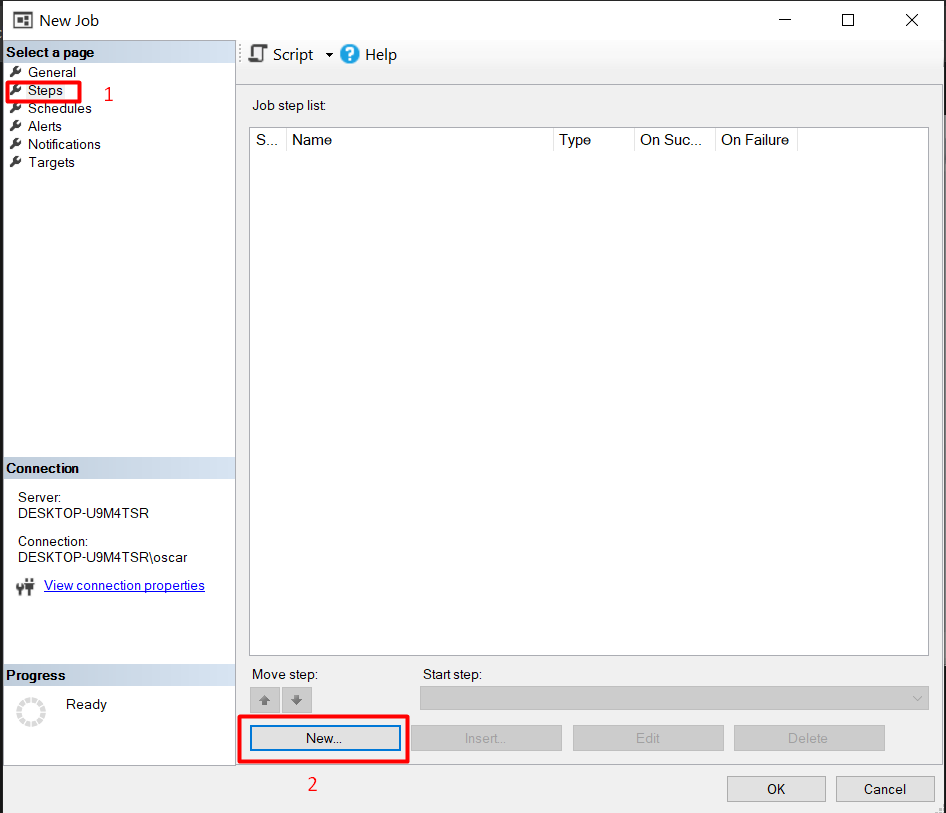 New Job
Select a page
General
Steps
1
Schedules
Alerts
Notifications
Targets
Script
? Help
Job step list:
S... Name Type On Suc... On Failure
Connection
Server:
DESKTOP-U9M4TSR
Connection:
DESKTOP-U9M4TSR\oscar
View connection properties
Progress
Ready
Move step: Start step:
New... Insert... Edit Delete
2
OK Cancel